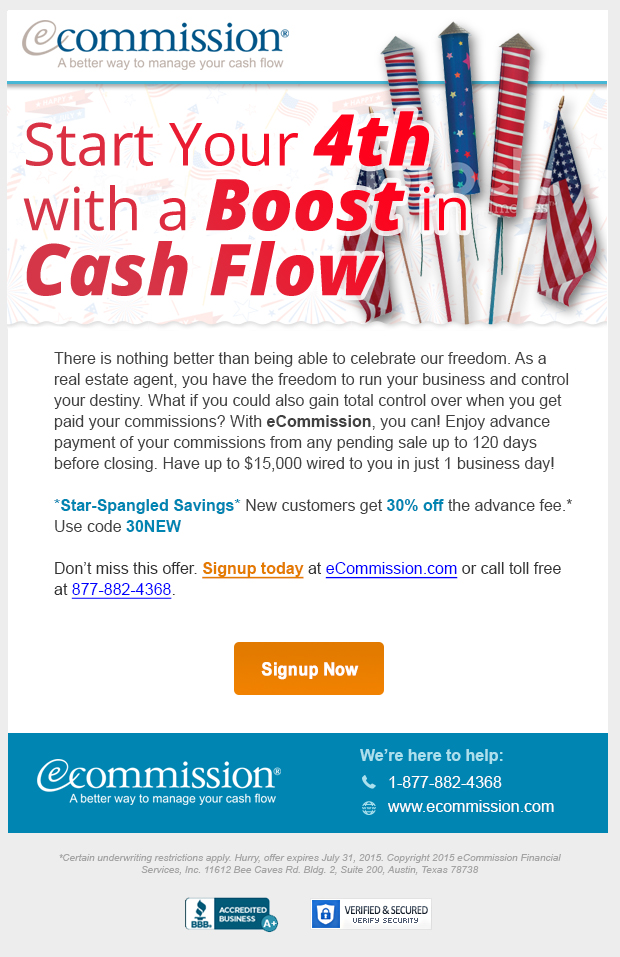 ecommission®
A better way to manage your cash flow
Start Your 4th
with a Boost in
Cash Flow
There is nothing better than being able to celebrate our freedom. As a
real estate agent, you have the freedom to run your business and control
your destiny. What if you could also gain total control over when you get
paid your commissions? With eCommission, you can! Enjoy advance
payment of your commissions from any pending sale up to 120 days
before closing. Have up to $15,000 wired to you in just 1 business day!
*Star-Spangled Savings* New customers get 30% off the advance fee.*
Use code 30NEW
Don't miss this offer. Signup today at eCommission.com or call toll free
at 877-882-4368.
Signup Now
ecommission®
A better way to manage your cash flow
We're here to help:
1-877-882-4368
www.ecommission.com
*Certain underwriting restrictions apply. Hurry, offer expires July 31, 2015. Copyright 2015 eCommission Financial
Services, Inc. 11612 Bee Caves Rd. Bldg. 2, Suite 200, Austin, Texas 78738
BBB.
ACCREDITED
BUSINESS
A+
VERIFIED & SECURED
VERIFY SECURITY